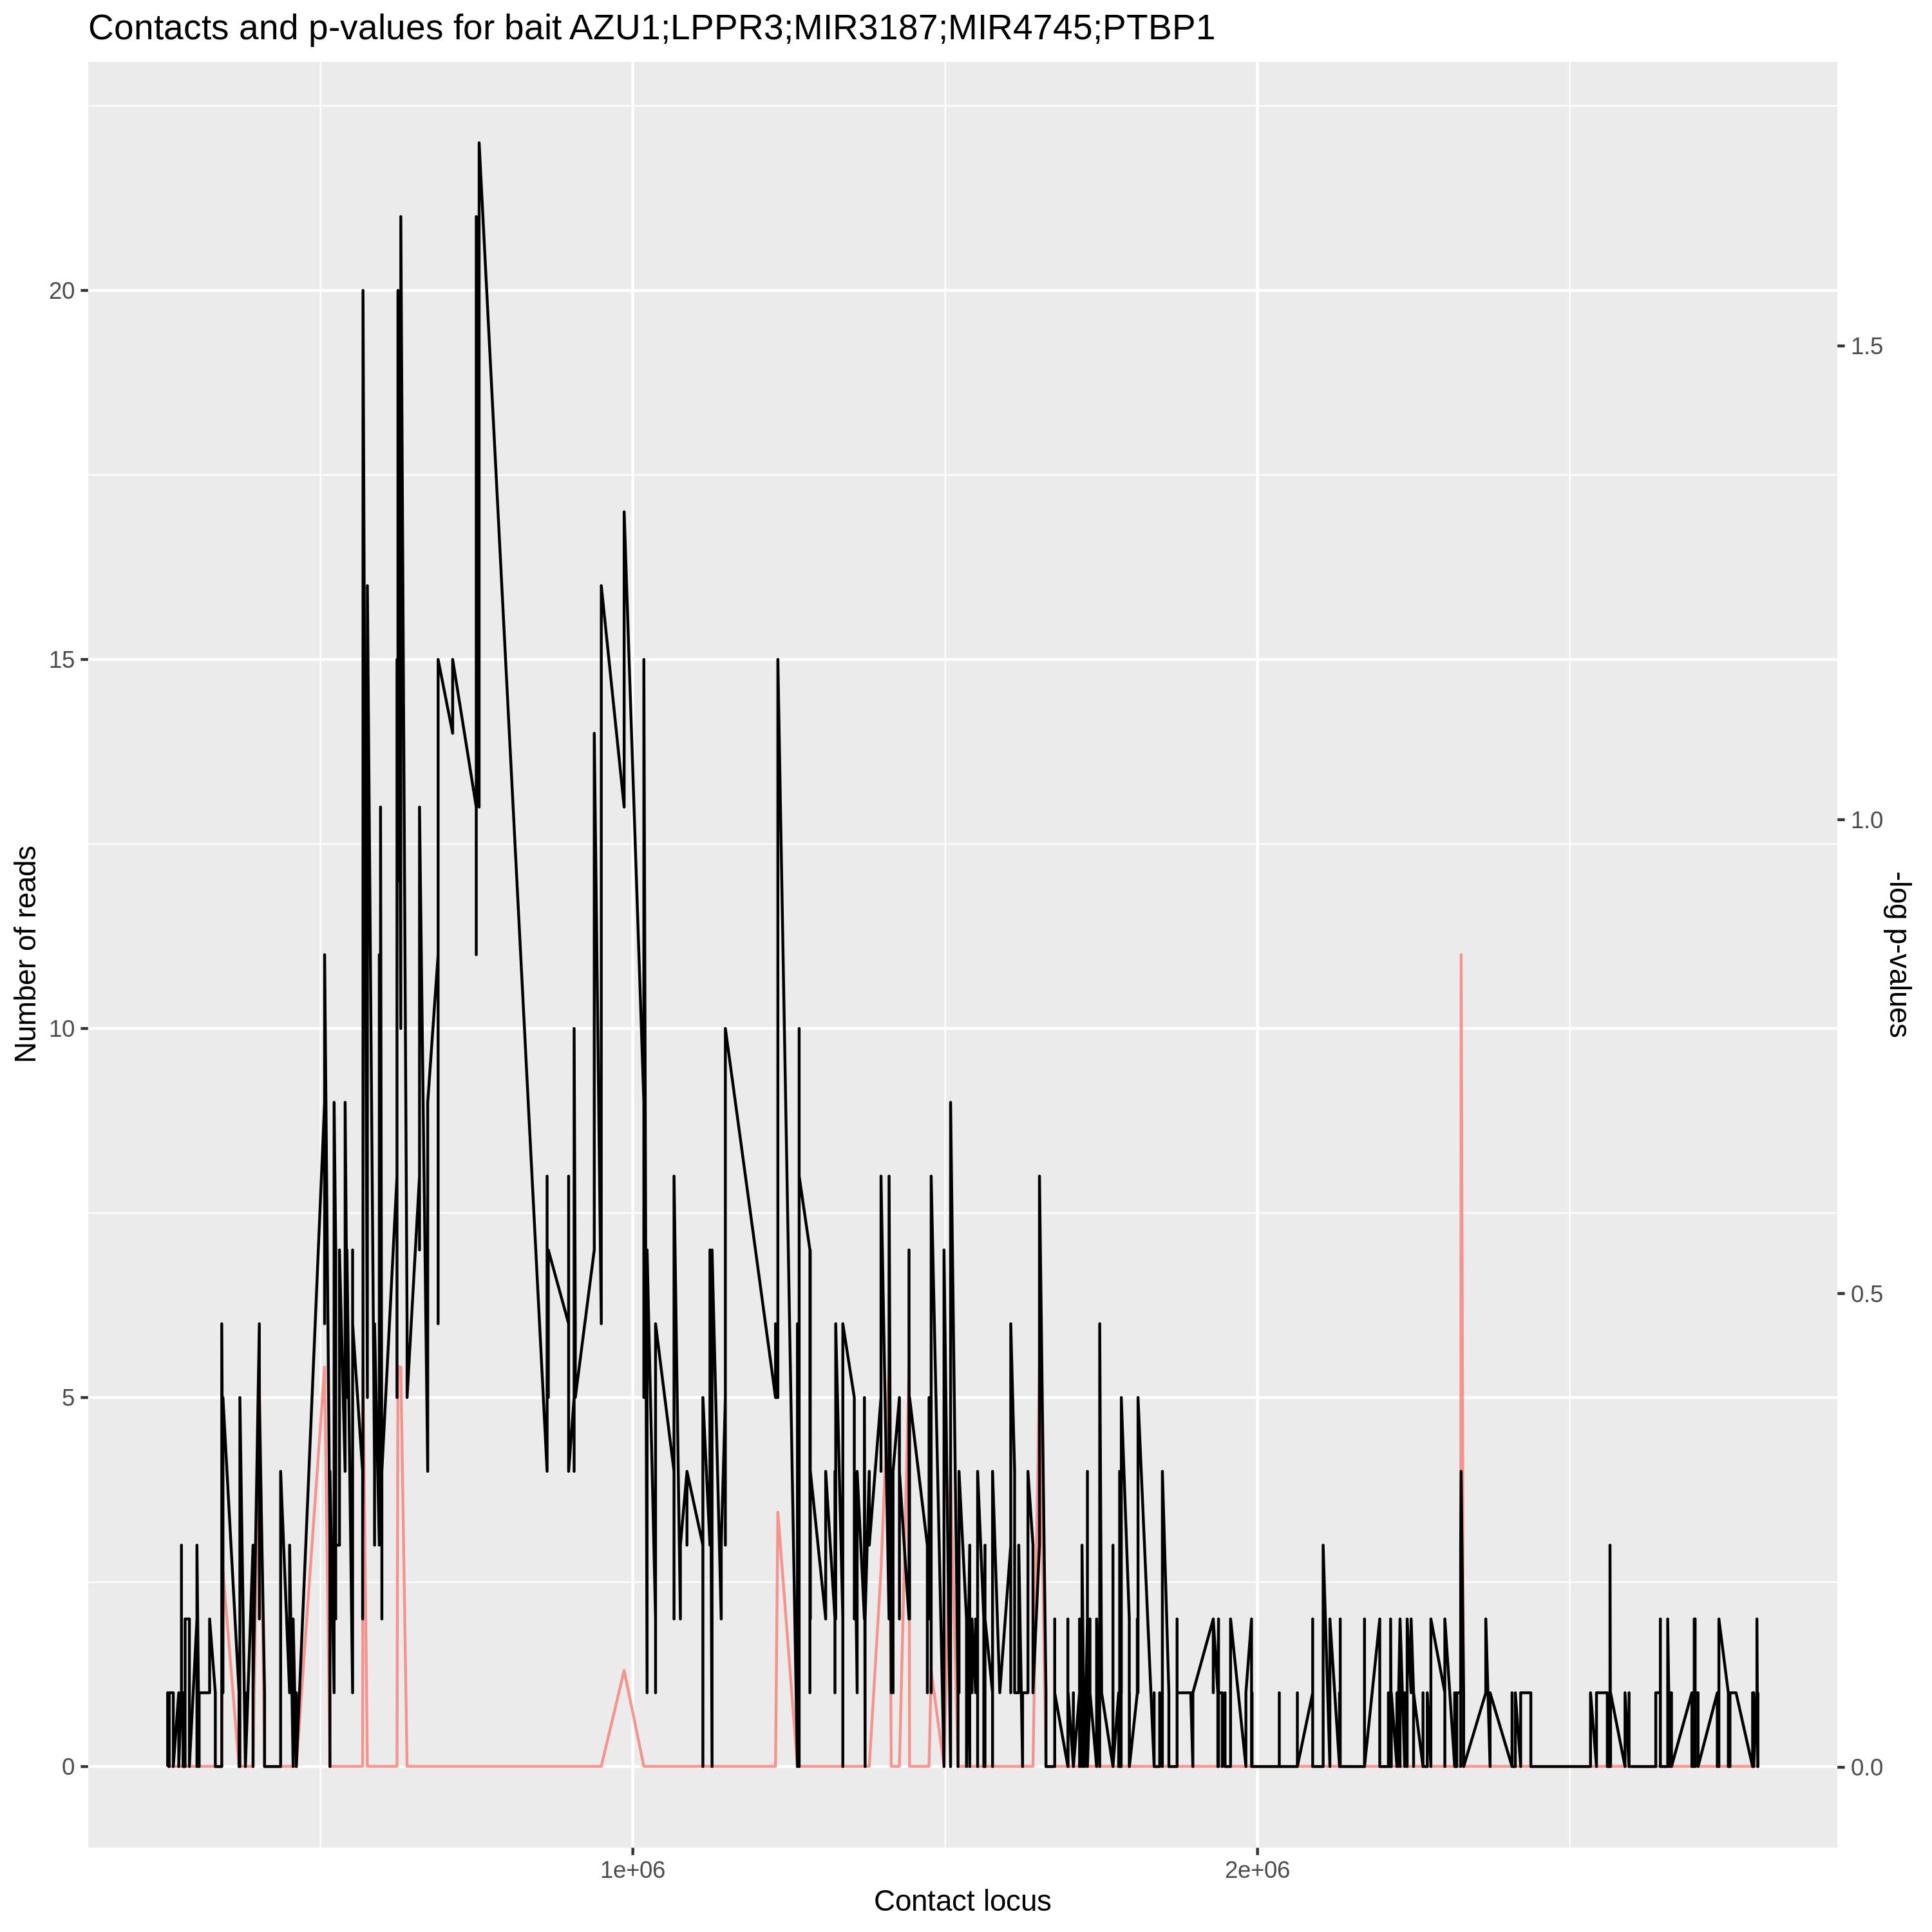 Contacts and p-values for bait AZU1;LPPR3;MIR3187;MIR4745;PTBP1
20
15
10
5
0
Number of reads
1.5
1.0
0.5
0.0
-log p-values
1e+06
2e+06
Contact locus